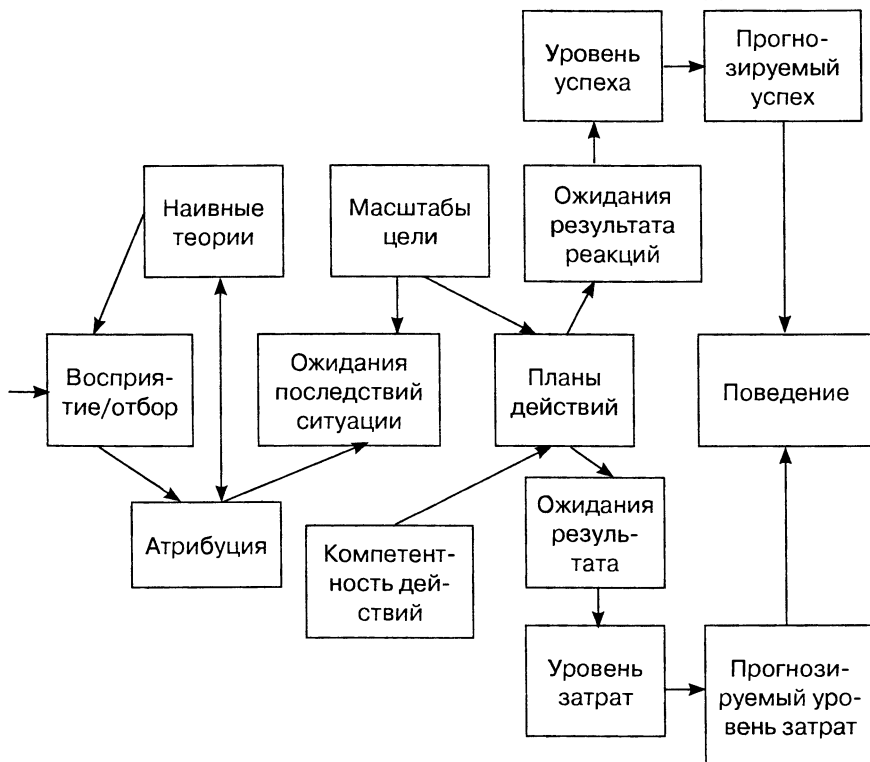 Уровень
успеха
Прогно-
зируемый
успех
Наивные
теории
Масштабы
цели
Ожидания
результата
реакций
Восприя-
тие/отбор
Ожидания
последствий
ситуации
Планы
действий
Поведение
Атрибуция
Компетент-
ность дей-
ствий
Ожидания
резуль-
тата
Уровень
затрат
Прогнози-
руемый уро-
вень затрат